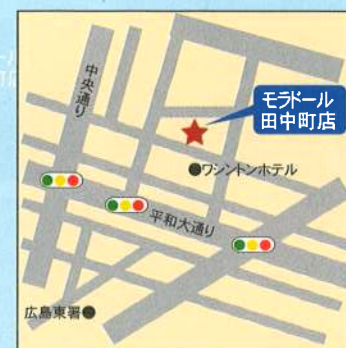 中央通り
モラドール
田中町店
ワシントンホテル
平和大通り
広島東署